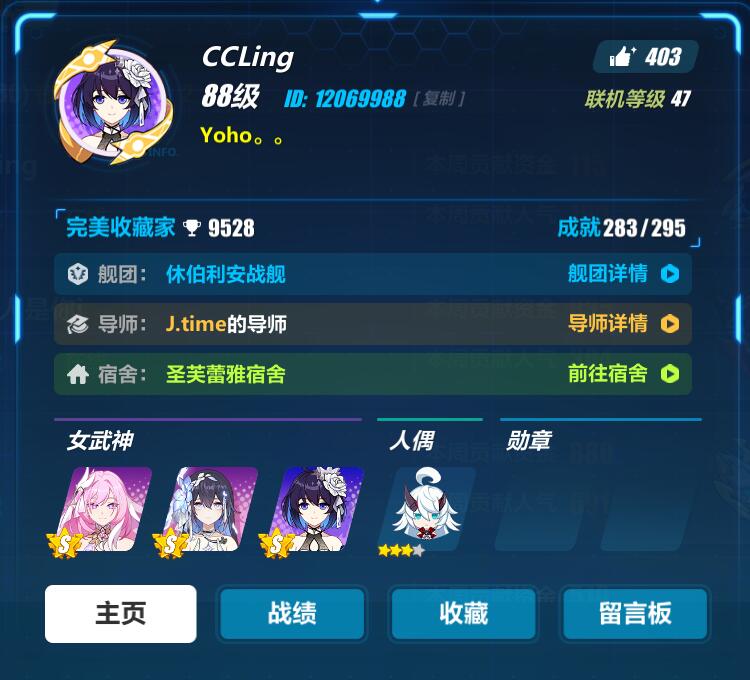 CCLing
403
88级 ID: 12069988 [复制] 联机等级 47
Yoho。。
完美收藏家 9528 成就 283/295
舰团： 休伯利安战舰 舰团详情
导师： J.time的导师 导师详情
宿舍： 圣芙蕾雅宿舍 前往宿舍
女武神 人偶 勋章
S S S
主页 战绩 收藏 留言板